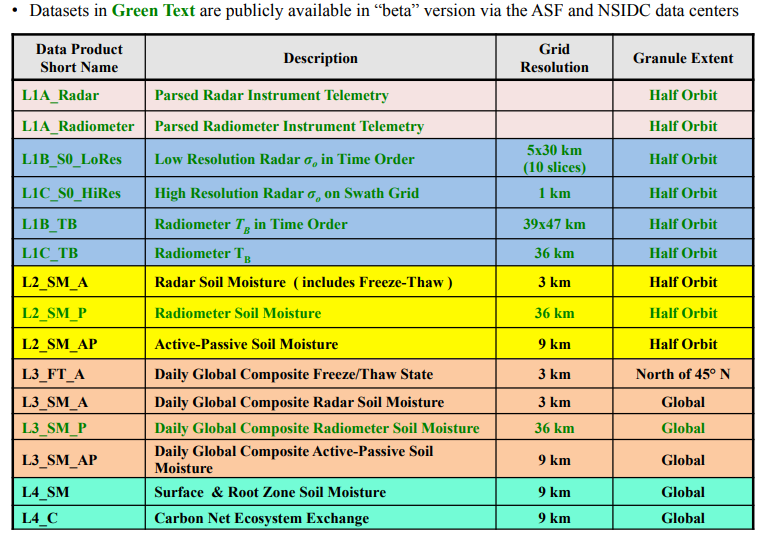 • Datasets in Green Text are publicly available in “beta” version via the ASF and NSIDC data centers
Data Product Short Name | Description | Grid Resolution | Granule Extent
L1A_Radar | Parsed Radar Instrument Telemetry | | Half Orbit
L1A_Radiometer | Parsed Radiometer Instrument Telemetry | | Half Orbit
L1B_S0_LoRes | Low Resolution Radar σo in Time Order | 5x30 km (10 slices) | Half Orbit
L1C_S0_HiRes | High Resolution Radar σo on Swath Grid | 1 km | Half Orbit
L1B_TB | Radiometer TB in Time Order | 39x47 km | Half Orbit
L1C_TB | Radiometer TB | 36 km | Half Orbit
L2_SM_A | Radar Soil Moisture ( includes Freeze-Thaw ) | 3 km | Half Orbit
L2_SM_P | Radiometer Soil Moisture | 36 km | Half Orbit
L2_SM_AP | Active-Passive Soil Moisture | 9 km | Half Orbit
L3_FT_A | Daily Global Composite Freeze/Thaw State | 3 km | North of 45° N
L3_SM_A | Daily Global Composite Radar Soil Moisture | 3 km | Global
L3_SM_P | Daily Global Composite Radiometer Soil Moisture | 36 km | Global
L3_SM_AP | Daily Global Composite Active-Passive Soil Moisture | 9 km | Global
L4_SM | Surface & Root Zone Soil Moisture | 9 km | Global
L4_C | Carbon Net Ecosystem Exchange | 9 km | Global